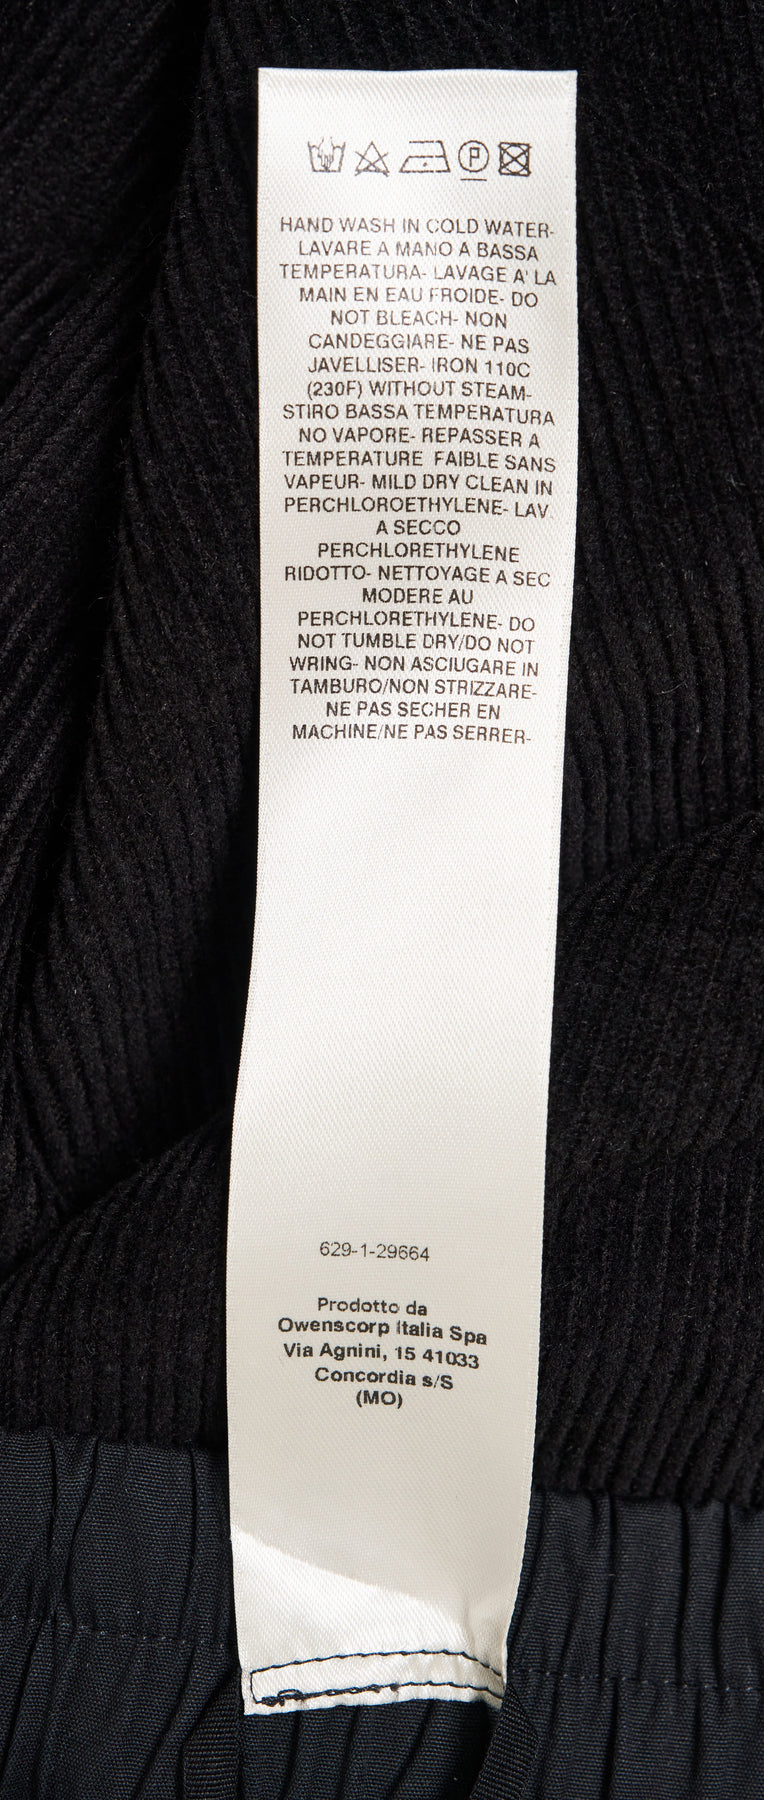 P
HAND WASH IN COLD WATER-
LAVARE A MANO A BASSA
TEMPERATURA- LAVAGE A' LA
MAIN EN EAU FROIDE- DO
NOT BLEACH- NON
CANDEGGIARE- NE PAS
JAVELLISER- IRON 110C
(230F) WITHOUT STEAM-
STIRO BASSA TEMPERATURA
NO VAPORE- REPASSER A
TEMPERATURE FAIBLE SANS
VAPEUR- MILD DRY CLEAN IN
PERCHLOROETHYLENE- LAV.
A SECCO
PERCHLORETHYLENE
RIDOTTO- NETTOYAGE A SEC
MODERE AU
PERCHLORETHYLENE- DO
NOT TUMBLE DRY/DO NOT
WRING- NON ASCIUGARE IN
TAMBURO/NON STRIZZARE-
NE PAS SECHER EN
MACHINE/NE PAS SERRER-
629-1-29664
Prodotto da
Owenscorp Italia Spa
Via Agnini, 15 41033
Concordia s/S
(MO)